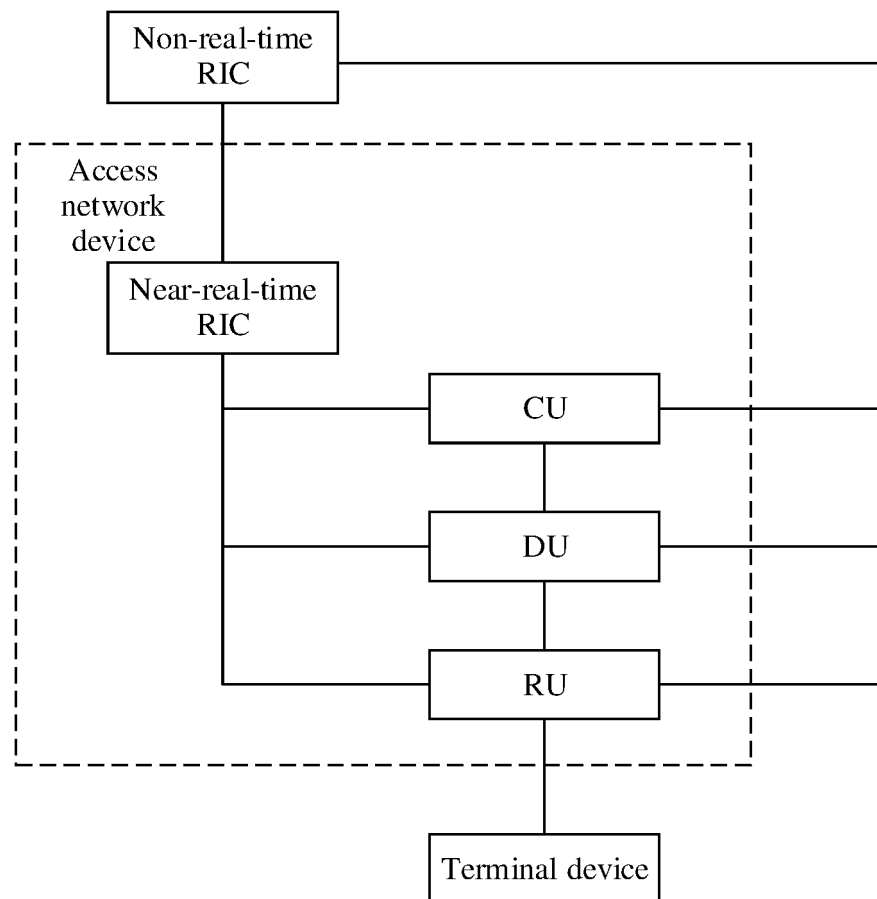 Non-real-time
RIC
Access
network
device
Near-real-time
RIC
CU
DU
RU
Terminal device